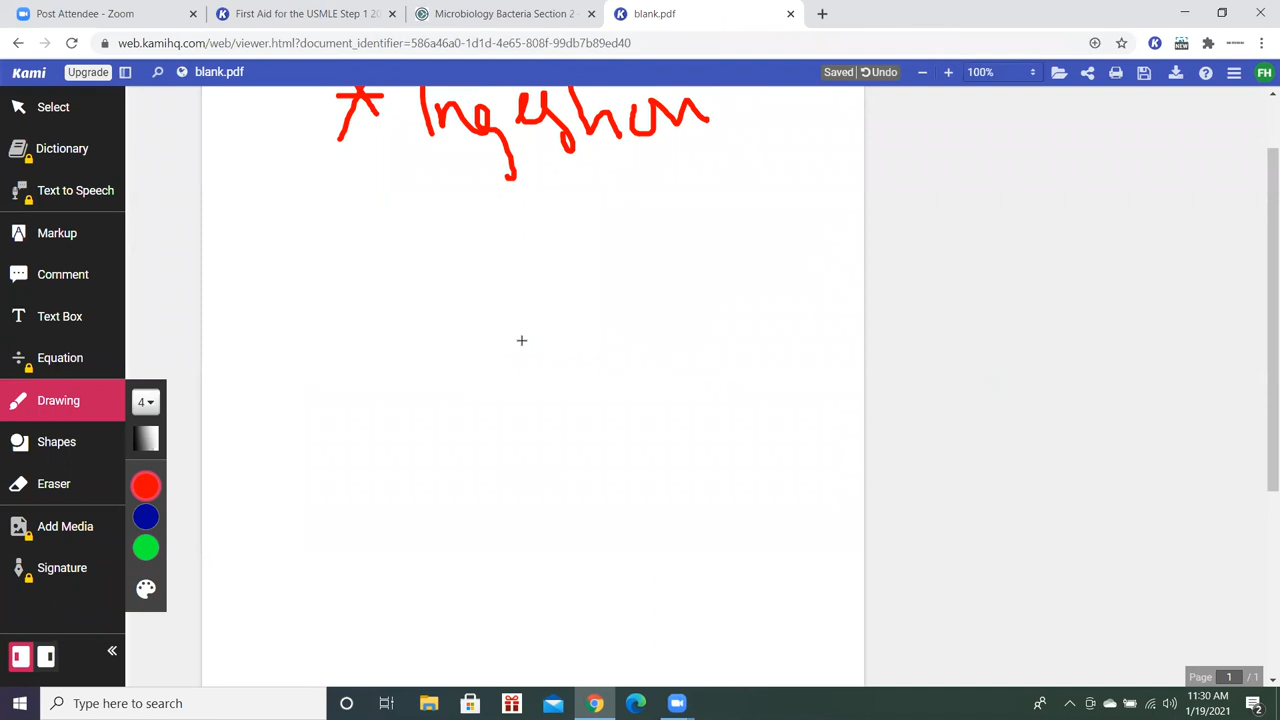 Post Attendee - Zoom
First Aid for the USMLE Step 1 20
Microbiology Bacteria Section 2 -
blank.pdf
web.kamihq.com/web/viewer.html?document_identifier=586a46a0-1d1d-4e65-808f-99db7b89ed40
NEW
Kami
Upgrade
blank.pdf
Saved
Undo
100%
FH
Select
Dictionary
Text to Speech
Markup
Comment
Text Box
Equation
Drawing
4
Shapes
Eraser
Add Media
Signature
Page 1 / 1
Type here to search
11:30 AM
1/19/2021
2